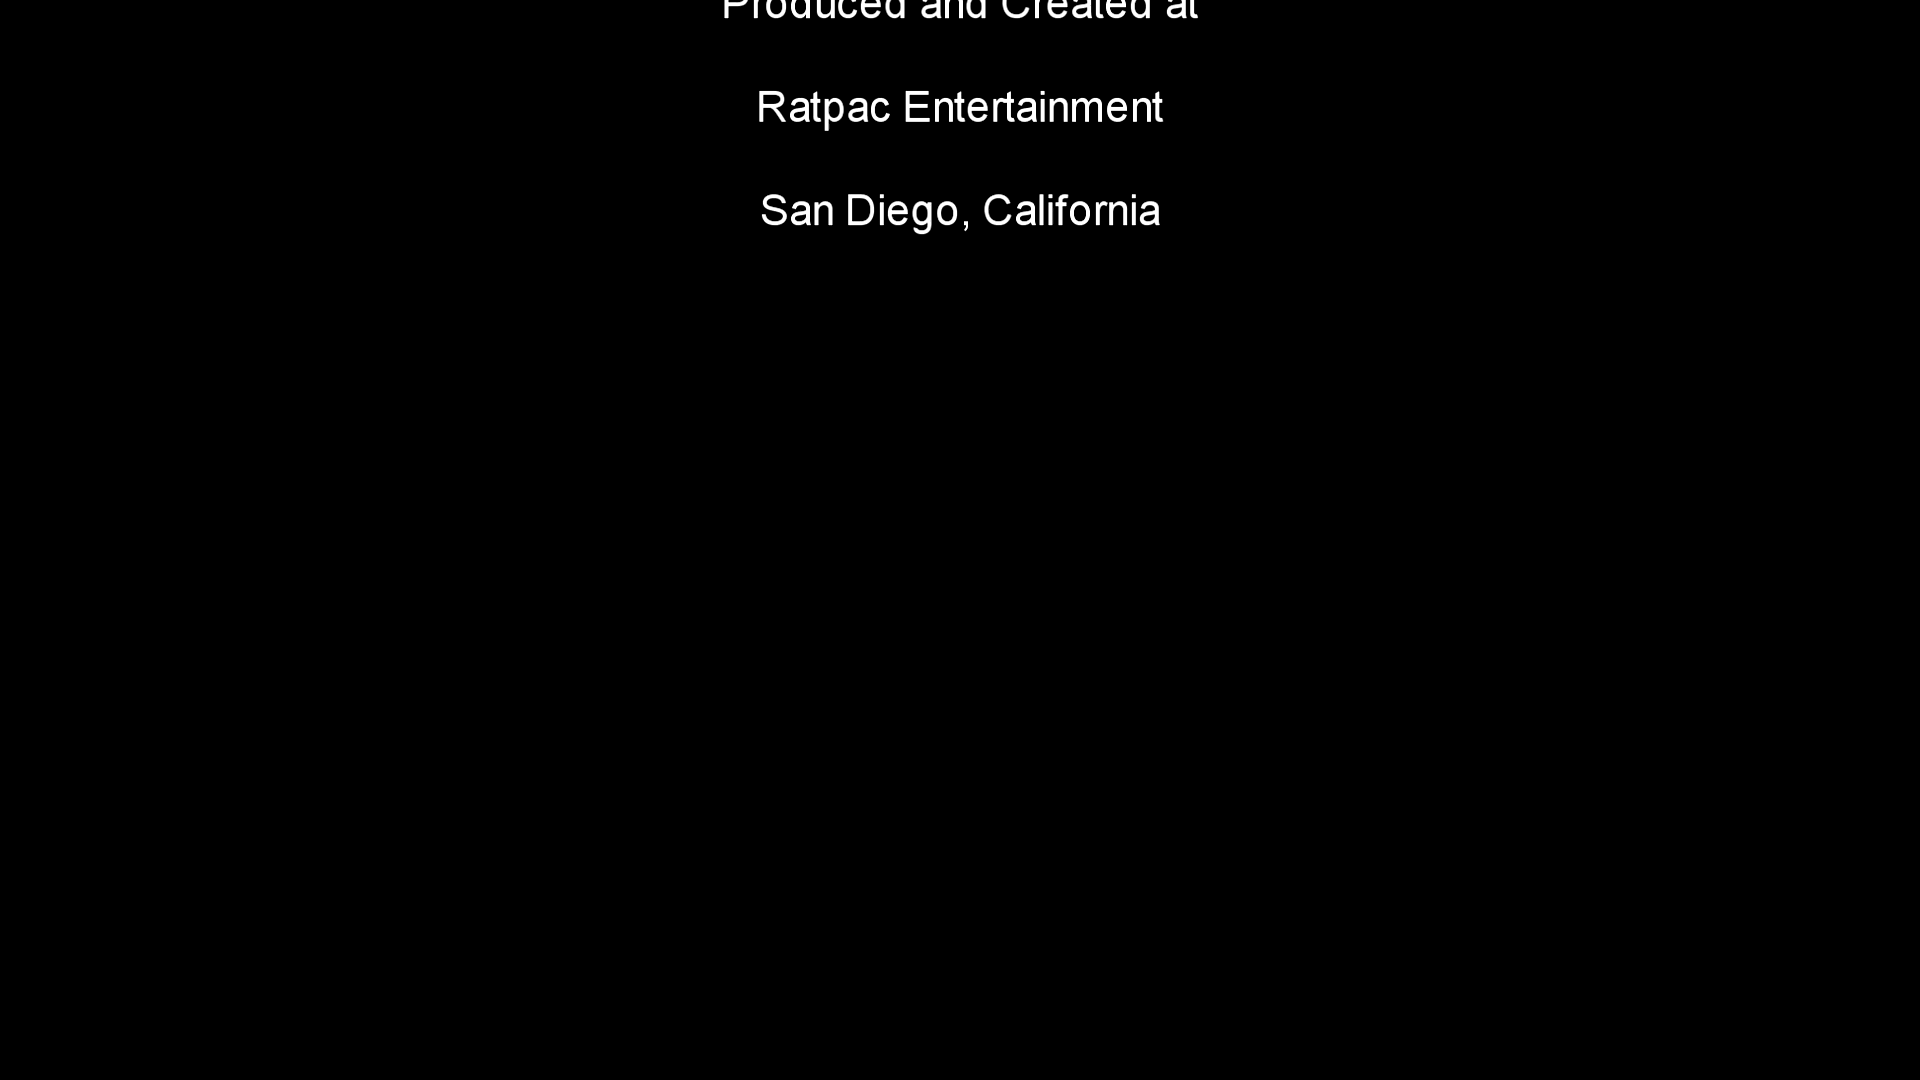 Produced and Created at
Ratpac Entertainment
San Diego, California